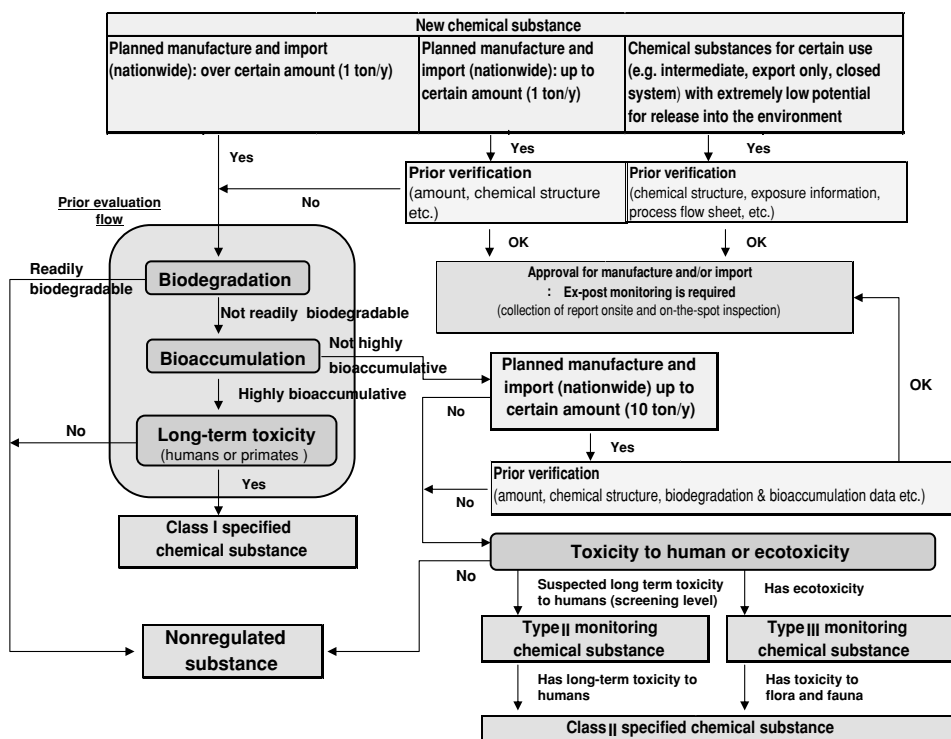 New chemical substance
Planned manufacture and import
(nationwide): over certain amount (1 ton/y)
Planned manufacture and
import (nationwide): up to
certain amount (1 ton/y)
Chemical substances for certain use
(e.g. intermediate, export only, closed
system) with extremely low potential
for release into the environment
Yes
Yes
Yes
Prior verification
(amount, chemical structure
etc.)
Prior verification
(chemical structure, exposure information,
process flow sheet, etc.)
No
Prior evaluation
flow
OK
OK
Readily
biodegradable
Biodegradation
Approval for manufacture and/or import
: Ex-post monitoring is required
(collection of report onsite and on-the-spot inspection)
Not readily biodegradable
Bioaccumulation
Not highly
bioaccumulative
Highly bioaccumulative
Planned manufacture and
import (nationwide) up to
certain amount (10 ton/y)
OK
No
No
Long-term toxicity
(humans or primates )
Yes
Yes
Prior verification
(amount, chemical structure, biodegradation & bioaccumulation data etc.)
No
Class I specified
chemical substance
Toxicity to human or ecotoxicity
No
Suspected long term toxicity
to humans (screening level)
Has ecotoxicity
Nonregulated
substance
Type II monitoring
chemical substance
Type III monitoring
chemical substance
Has long-term toxicity to
humans
Has toxicity to
flora and fauna
Class II specified chemical substance